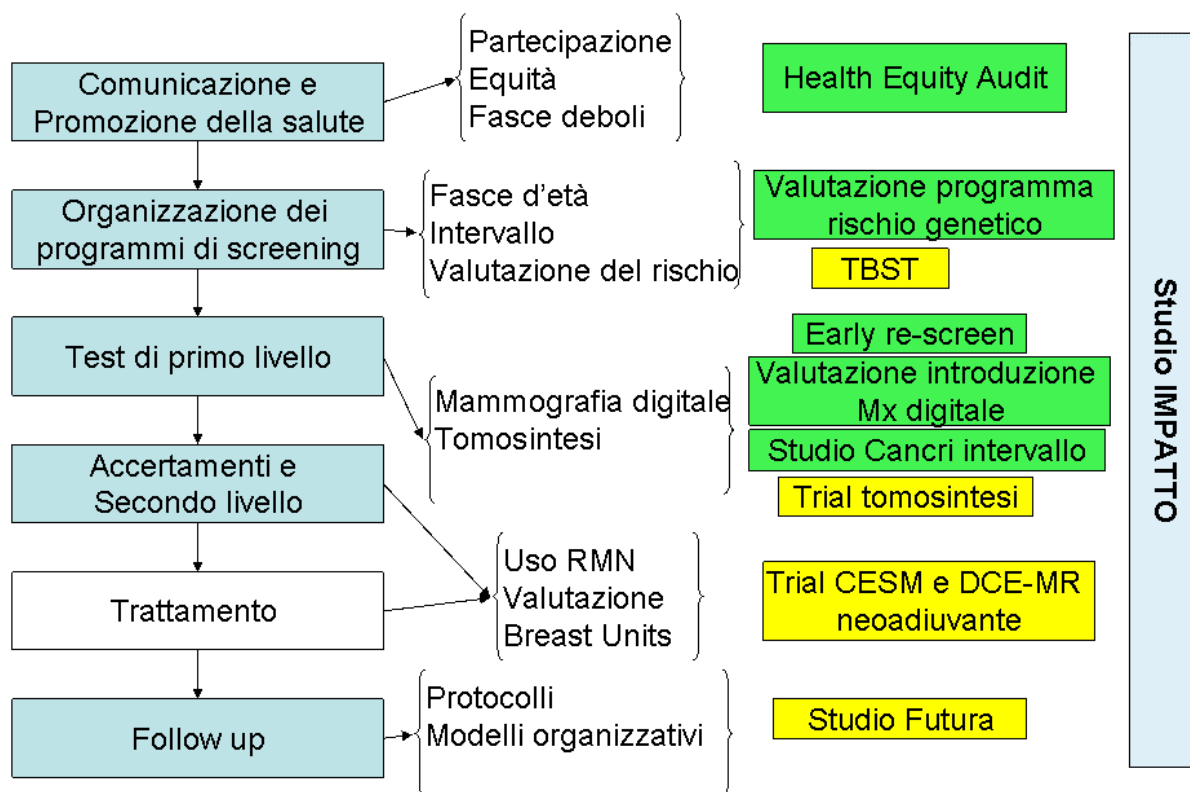 Comunicazione e
Promozione della salute
Partecipazione
Equità
Fasce deboli
Health Equity Audit
Organizzazione dei
programmi di screening
Fasce d'età
Intervallo
Valutazione del rischio
Valutazione programma
rischio genetico
TBST
Test di primo livello
Mammografia digitale
Tomosintesi
Early re-screen
Valutazione introduzione
Mx digitale
Studio Cancri intervallo
Trial tomosintesi
Accertamenti e
Secondo livello
Trattamento
Uso RMN
Valutazione
Breast Units
Trial CESM e DCE-MR
neoadiuvante
Follow up
Protocolli
Modelli organizzativi
Studio Futura
Studio IMPATTO